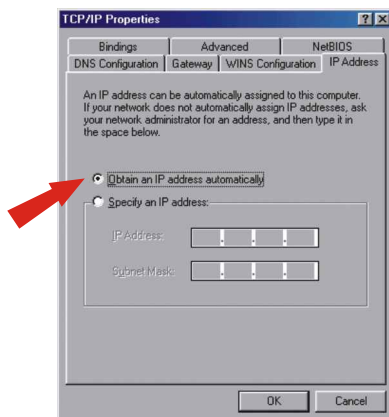 TCP/IP Properties
Bindings Advanced NetBIOS
DNS Configuration Gateway WINS Configuration IP Address
An IP address can be automatically assigned to this computer.
If your network does not automatically assign IP addresses, ask
your network administrator for an address, and then type it in
the space below.
Obtain an IP address automatically
Specify an IP address:
IP Address:
Subnet Mask:
OK Cancel